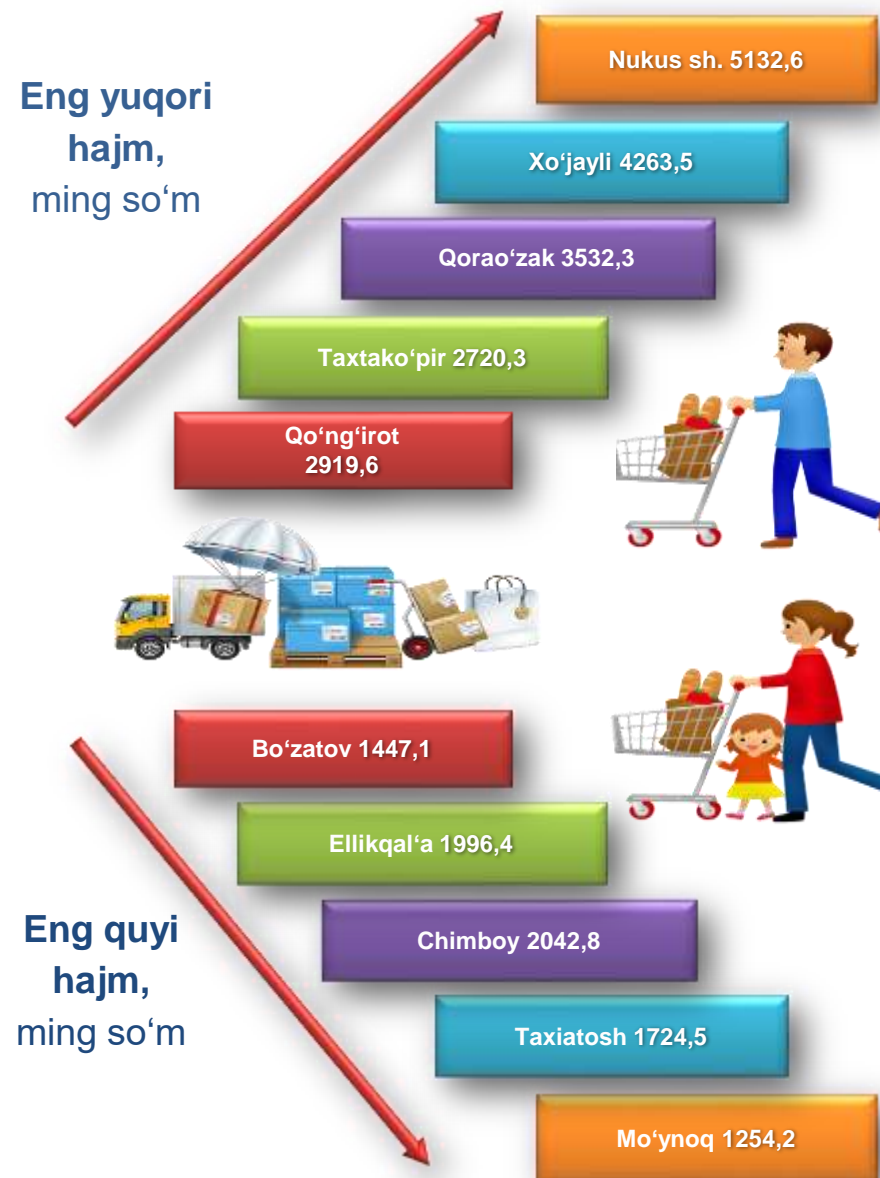 Eng yuqori
hajm,
ming so‘m
Nukus sh. 5132,6
Xo‘jayli 4263,5
Qorao‘zak 3532,3
Taxtako‘pir 2720,3
Qo‘ng‘irot
2919,6
Bo‘zatov 1447,1
Ellikqal‘a 1996,4
Chimboy 2042,8
Taxiatosh 1724,5
Mo‘ynoq 1254,2
Eng quyi
hajm,
ming so‘m